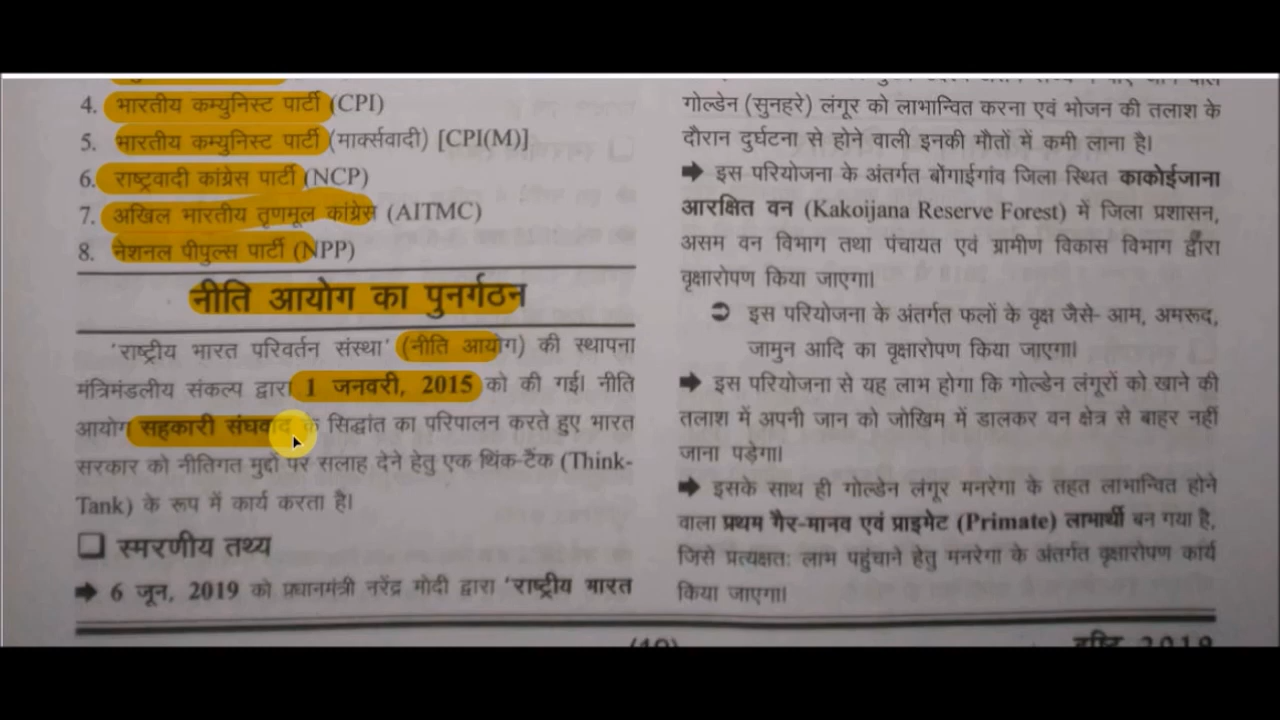 4. भारतीय कम्युनिस्ट पार्टी (CPI)
5. भारतीय कम्युनिस्ट पार्टी (मार्क्सवादी) [CPI(M)]
6. राष्ट्रवादी कांग्रेस पार्टी (NCP)
7. अखिल भारतीय तृणमूल कांग्रेस (AITMC)
8. नेशनल पीपुल्स पार्टी (NPP)
नीति आयोग का पुनर्गठन
'राष्ट्रीय भारत परिवर्तन संस्था' (नीति आयोग) की स्थापना
मंत्रिमंडलीय संकल्प द्वारा 1 जनवरी, 2015 को की गई। नीति
आयोग सहकारी संघवाद के सिद्धांत का परिपालन करते हुए भारत
सरकार को नीतिगत मुद्दों पर सलाह देने हेतु एक थिंक-टैंक (Think-
Tank) के रूप में कार्य करता है।
❑ स्मरणीय तथ्य
➡ 6 जून, 2019 को प्रधानमंत्री नरेंद्र मोदी द्वारा 'राष्ट्रीय भारत
गोल्डेन (सुनहरे) लंगूर को लाभान्वित करना एवं भोजन की तलाश के
दौरान दुर्घटना से होने वाली इनकी मौतों में कमी लाना है।
➡ इस परियोजना के अंतर्गत बोंगाईगांव जिला स्थित काकोईजाना
आरक्षित वन (Kakoijana Reserve Forest) में जिला प्रशासन,
असम वन विभाग तथा पंचायत एवं ग्रामीण विकास विभाग द्वारा
वृक्षारोपण किया जाएगा।
➲ इस परियोजना के अंतर्गत फलों के वृक्ष जैसे- आम, अमरूद,
जामुन आदि का वृक्षारोपण किया जाएगा।
➡ इस परियोजना से यह लाभ होगा कि गोल्डेन लंगूरों को खाने की
तलाश में अपनी जान को जोखिम में डालकर वन क्षेत्र से बाहर नहीं
जाना पड़ेगा।
➡ इसके साथ ही गोल्डेन लंगूर मनरेगा के तहत लाभान्वित होने
वाला प्रथम गैर-मानव एवं प्राइमेट (Primate) लाभार्थी बन गया है,
जिसे प्रत्यक्षतः लाभ पहुंचाने हेतु मनरेगा के अंतर्गत वृक्षारोपण कार्य
किया जाएगा।